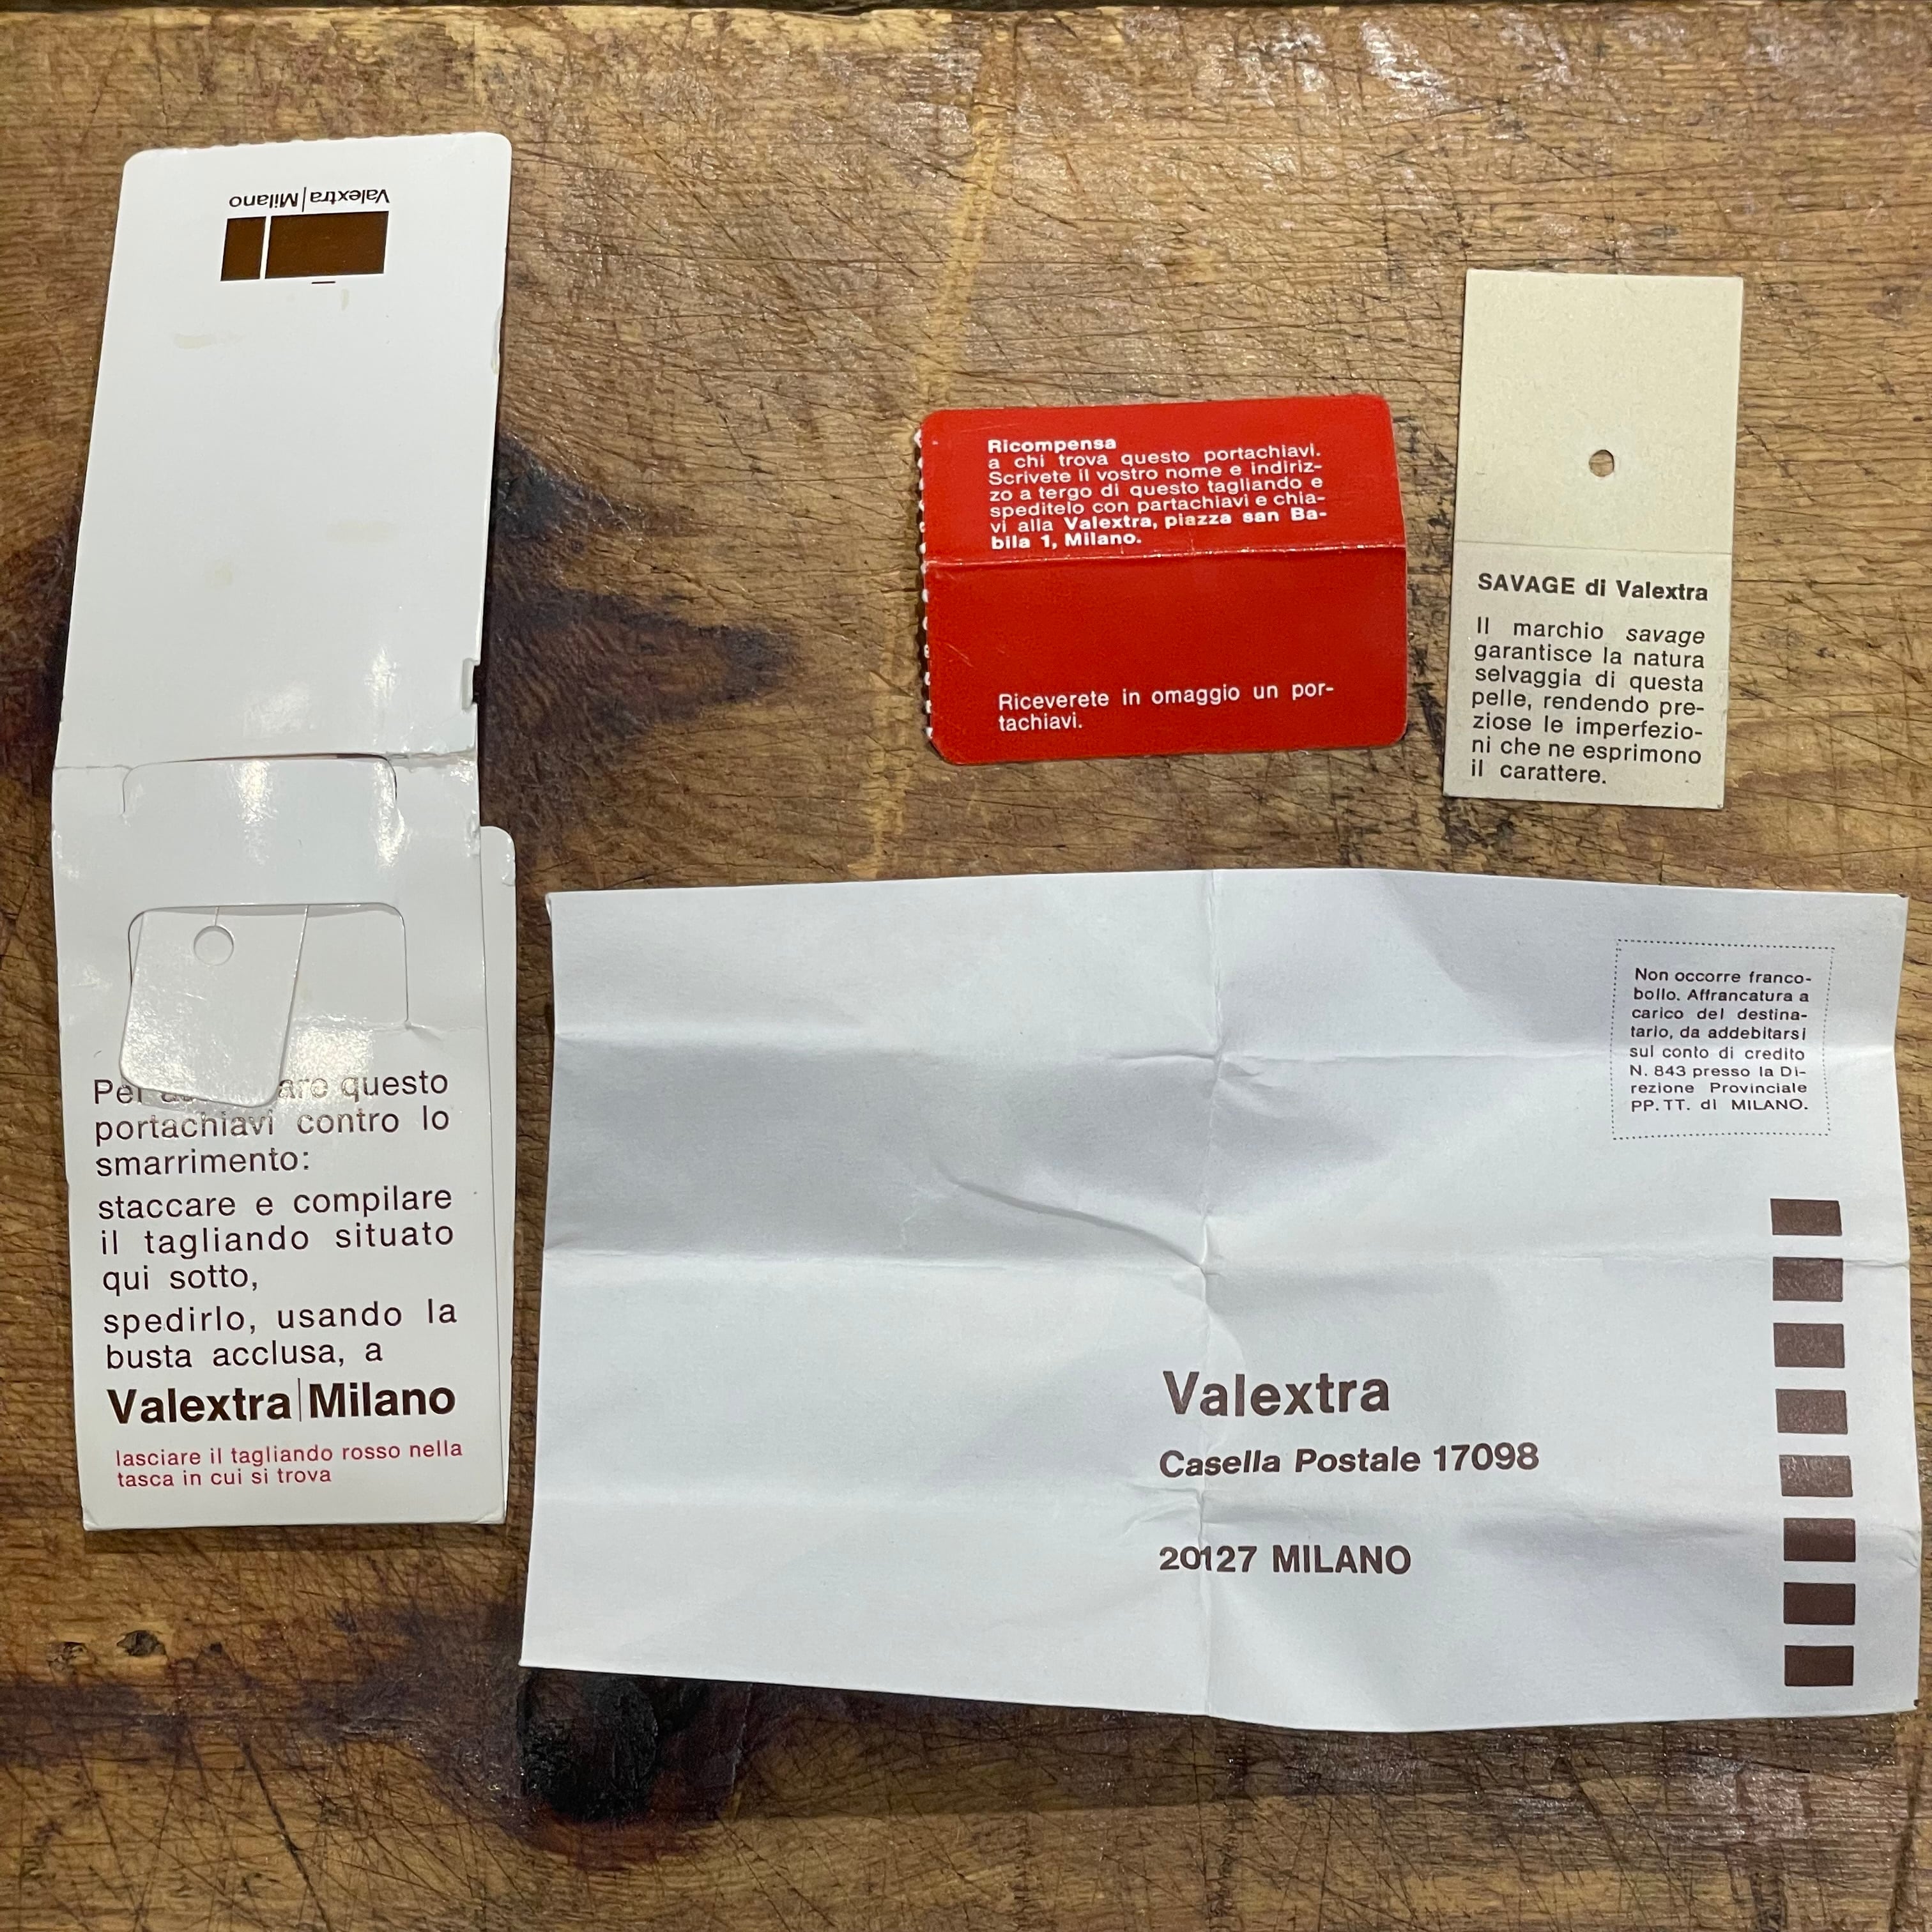 Valextra|Milano
Per questo
portachiavi contro lo
smarrimento:
staccare e compilare
il tagliando situato
qui sotto,
spedirlo, usando la
busta acclusa, a
Valextra|Milano
lasciare il tagliando rosso nella
tasca in cui si trova
Ricompensa
a chi trova questo portachiavi.
Scrivete il vostro nome e indiriz-
zo a tergo di questo tagliando e
speditelo con partachiavi e chia-
vi alla Valextra, piazza san Ba-
bila 1, Milano.
Riceverete in omaggio un por-
tachiavi.
SAVAGE di Valextra
Il marchio savage
garantisce la natura
selvaggia di questa
pelle, rendendo pre-
ziose le imperfezio-
ni che ne esprimono
il carattere.
Non occorre franco-
bollo. Affrancatura a
carico del destina-
tario, da addebitarsi
sul conto di credito
N. 843 presso la Di-
rezione Provinciale
PP. TT. di MILANO.
Valextra
Casella Postale 17098
20127 MILANO